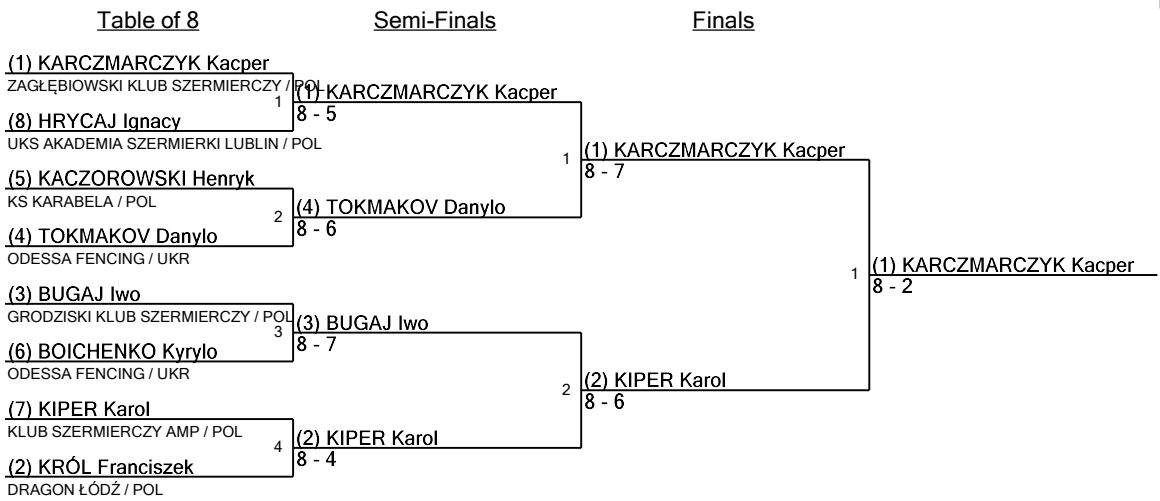 Table of 8
Semi-Finals
Finals
(1) KARCZMARCZYK Kacper
ZAGŁĘBIOWSKI KLUB SZERMIERCZY / POL
1
(8) HRYCAJ Ignacy
UKS AKADEMIA SZERMIERKI LUBLIN / POL
(5) KACZOROWSKI Henryk
KS KARABELA / POL
2
(4) TOKMAKOV Danylo
ODESSA FENCING / UKR
(3) BUGAJ Iwo
GRODZISKI KLUB SZERMIERCZY / POL
3
(6) BOICHENKO Kyrylo
ODESSA FENCING / UKR
(7) KIPER Karol
KLUB SZERMIERCZY AMP / POL
4
(2) KRÓL Franciszek
DRAGON ŁÓDŹ / POL
(1) KARCZMARCZYK Kacper
8 - 5
1
(4) TOKMAKOV Danylo
8 - 6
(3) BUGAJ Iwo
8 - 7
2
(2) KIPER Karol
8 - 4
(1) KARCZMARCZYK Kacper
8 - 7
1
(2) KIPER Karol
8 - 6
(1) KARCZMARCZYK Kacper
8 - 2